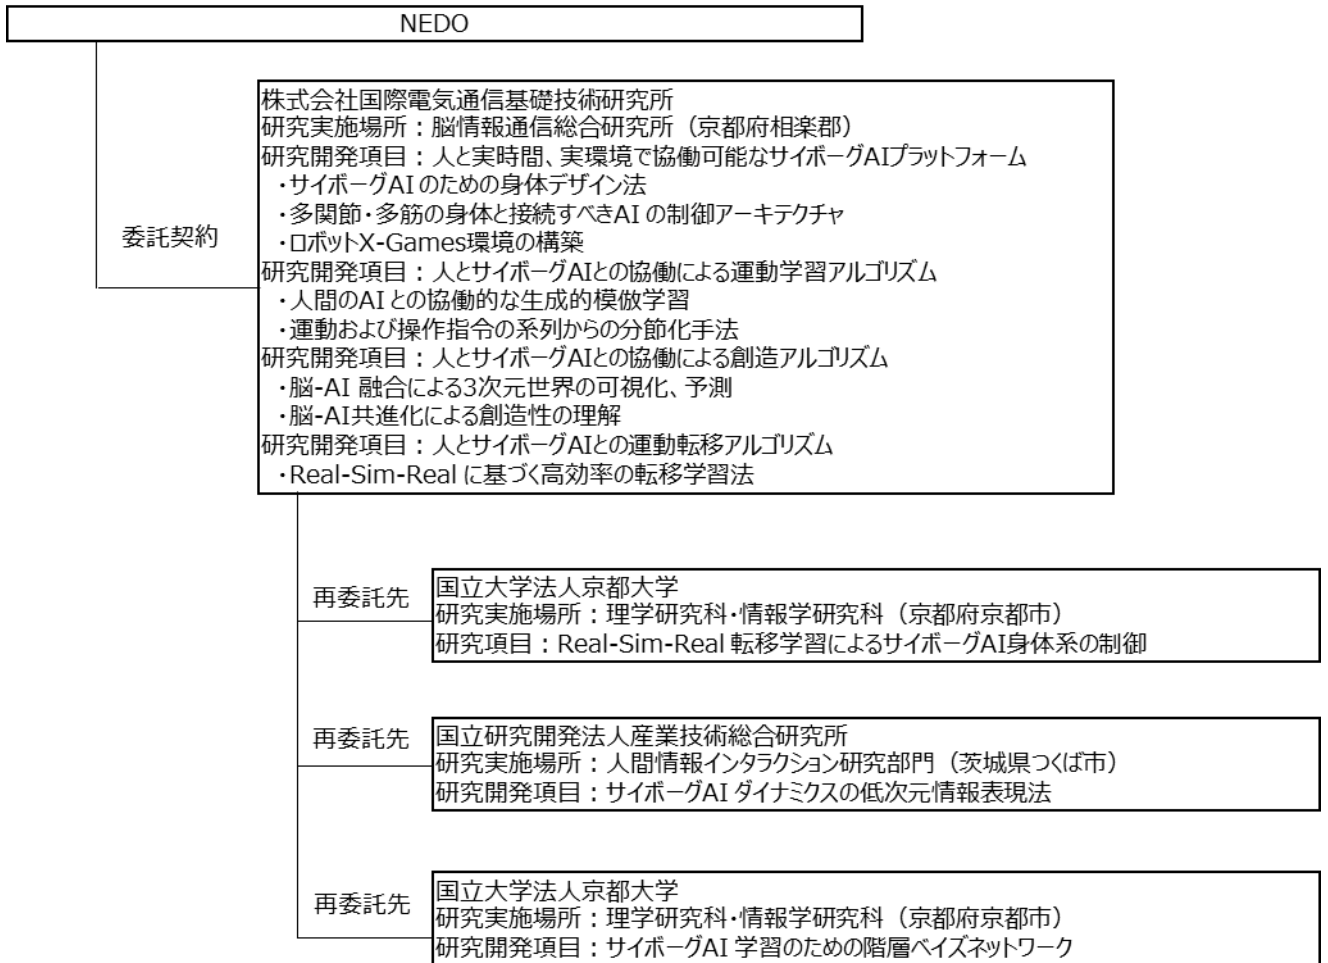 NEDO
委託契約
株式会社国際電気通信基礎技術研究所
研究実施場所：脳情報通信総合研究所（京都府相楽郡）
研究開発項目：人と実時間、実環境で協働可能なサイボーグAIプラットフォーム
・サイボーグAI のための身体デザイン法
・多関節・多筋の身体と接続すべきAI の制御アーキテクチャ
・ロボットX-Games環境の構築
研究開発項目：人とサイボーグAIとの協働による運動学習アルゴリズム
・人間のAI との協働的な生成的模倣学習
・運動および操作指令の系列からの分節化手法
研究開発項目：人とサイボーグAIとの協働による創造アルゴリズム
・脳-AI 融合による3次元世界の可視化、予測
・脳-AI共進化による創造性の理解
研究開発項目：人とサイボーグAIとの運動転移アルゴリズム
・Real-Sim-Real に基づく高効率の転移学習法
再委託先
国立大学法人京都大学
研究実施場所：理学研究科・情報学研究科（京都府京都市）
研究項目：Real-Sim-Real 転移学習によるサイボーグAI身体系の制御
再委託先
国立研究開発法人産業技術総合研究所
研究実施場所：人間情報インタラクション研究部門（茨城県つくば市）
研究開発項目：サイボーグAI ダイナミクスの低次元情報表現法
再委託先
国立大学法人京都大学
研究実施場所：理学研究科・情報学研究科（京都府京都市）
研究開発項目：サイボーグAI 学習のための階層ベイズネットワーク